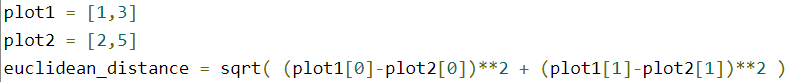 plot1 = [1,3]
plot2 = [2,5]
euclidean_distance = sqrt( (plot1[0]-plot2[0])**2 + (plot1[1]-plot2[1])**2 )